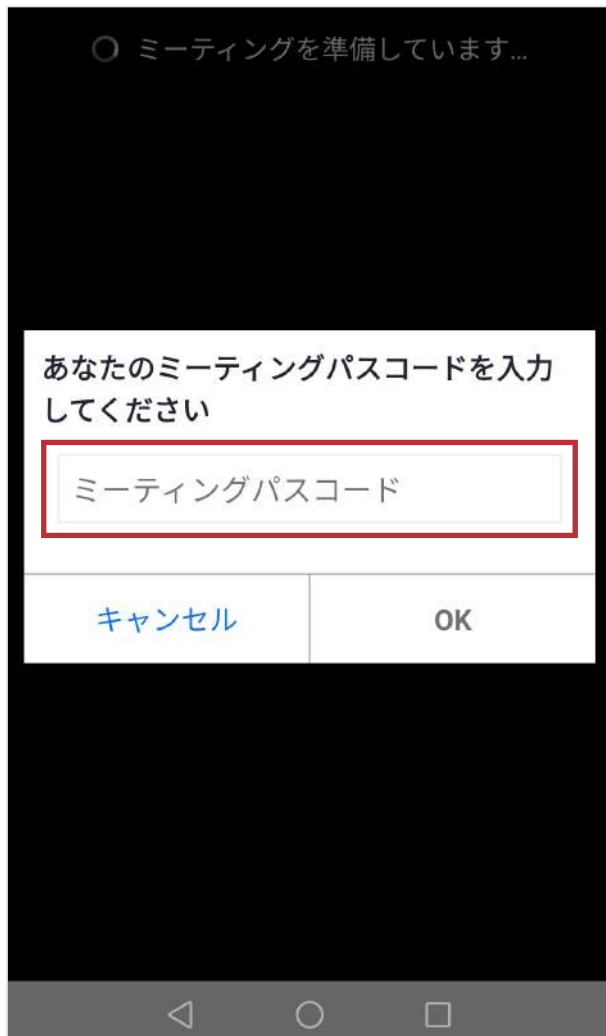 ミーティングを準備しています...
あなたのミーティングパスコードを入力
してください
ミーティングパスコード
キャンセル
OK